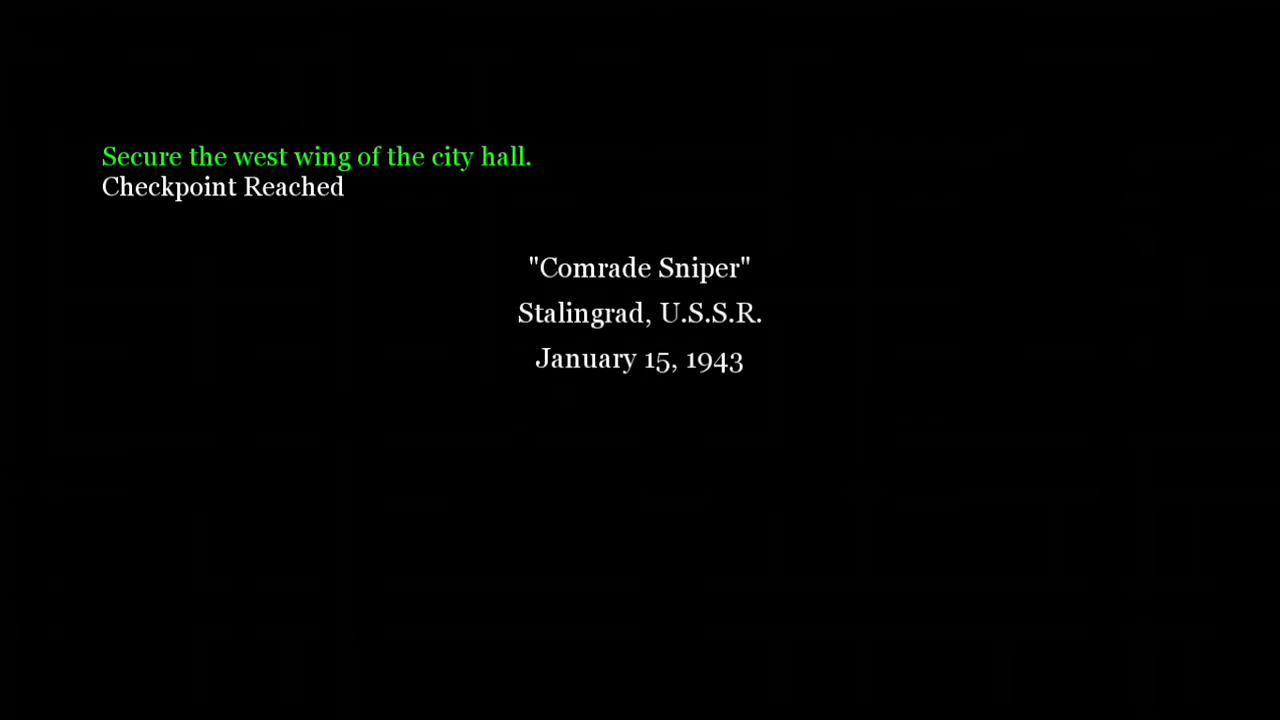 Secure the west wing of the city hall.
Checkpoint Reached
"Comrade Sniper"
Stalingrad, U.S.S.R.
January 15, 1943